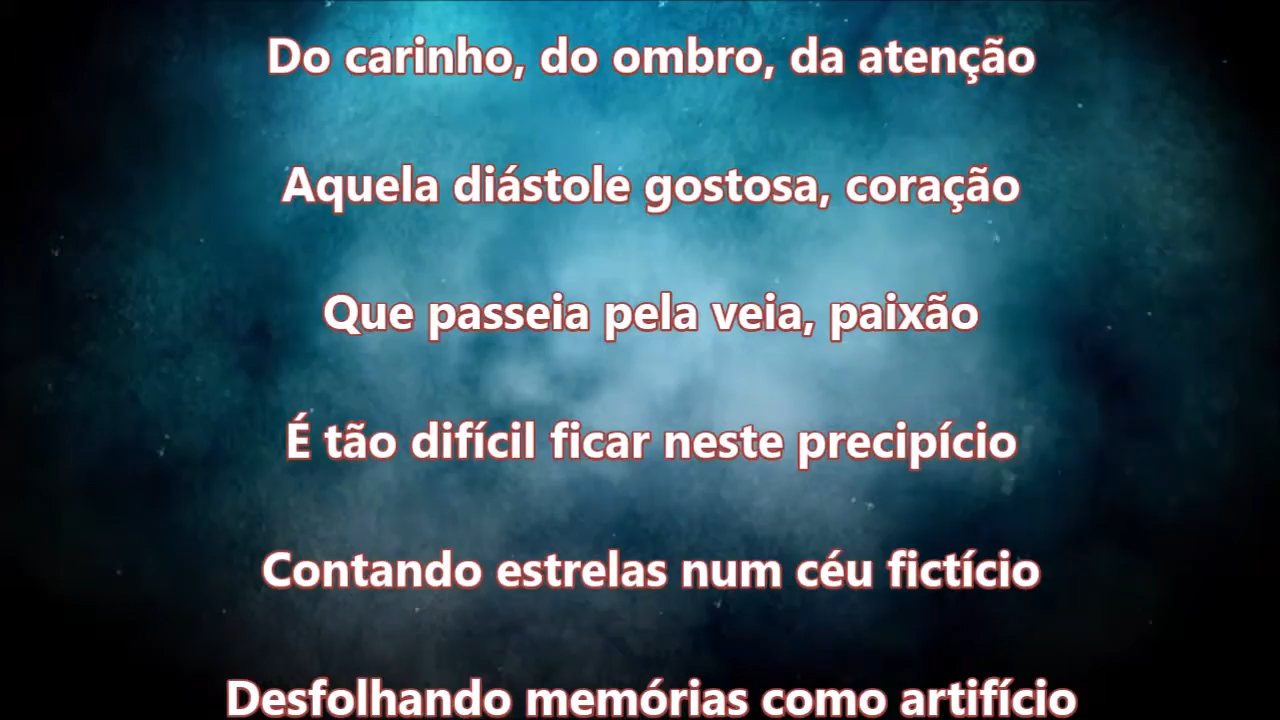 Do carinho, do ombro, da atenção
Aquela diástole gostosa, coração
Que passeia pela veia, paixão
É tão difícil ficar neste precipício
Contando estrelas num céu fictício
Desfolhando memórias como artifício